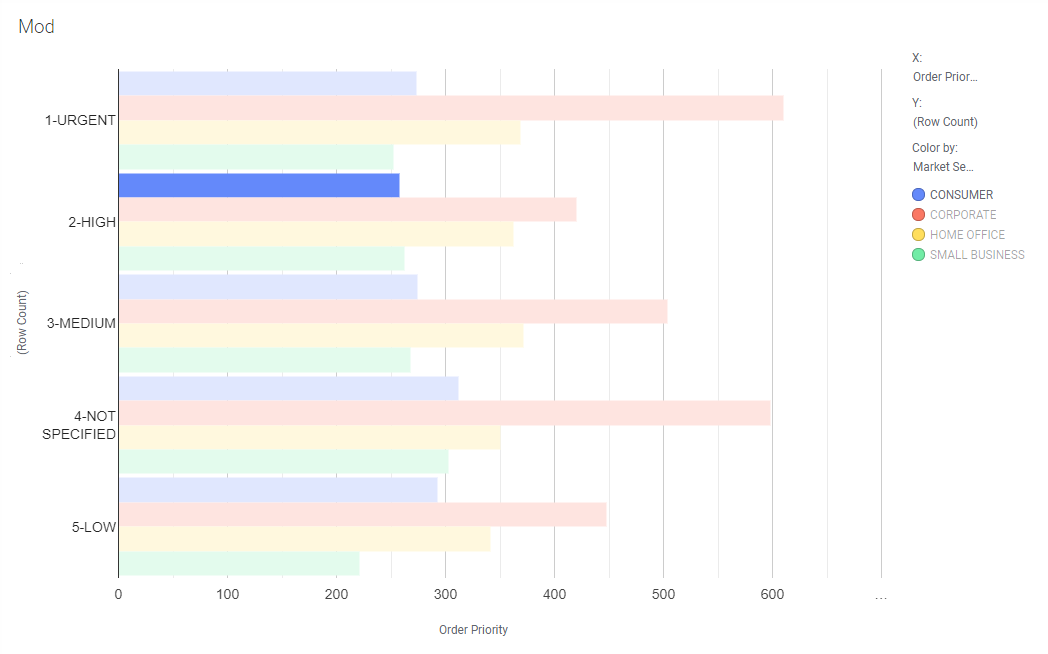 Mod
1-URGENT
2-HIGH
3-MEDIUM
4-NOT
SPECIFIED
5-LOW
(Row Count)
0 100 200 300 400 500 600 ...
Order Priority
X:
Order Prior...
Y:
(Row Count)
Color by:
Market Se...
CONSUMER
CORPORATE
HOME OFFICE
SMALL BUSINESS